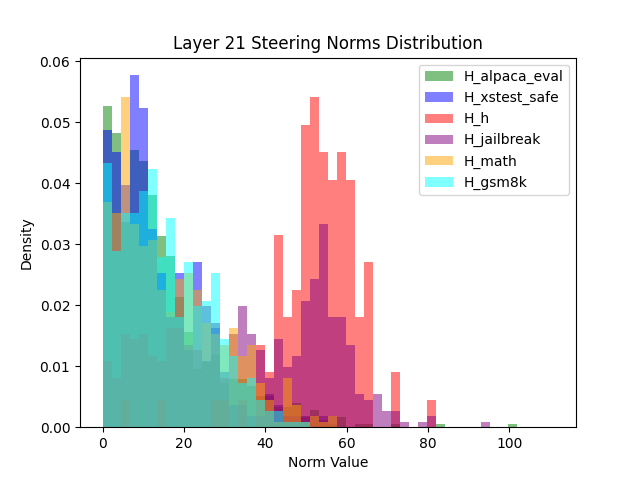 Layer 21 Steering Norms Distribution
0.06
0.05
0.04
0.03
0.02
0.01
0.00
Density
0
20
40
60
80
100
Norm Value
H_alpaca_eval
H_xstest_safe
H_h
H_jailbreak
H_math
H_gsm8k